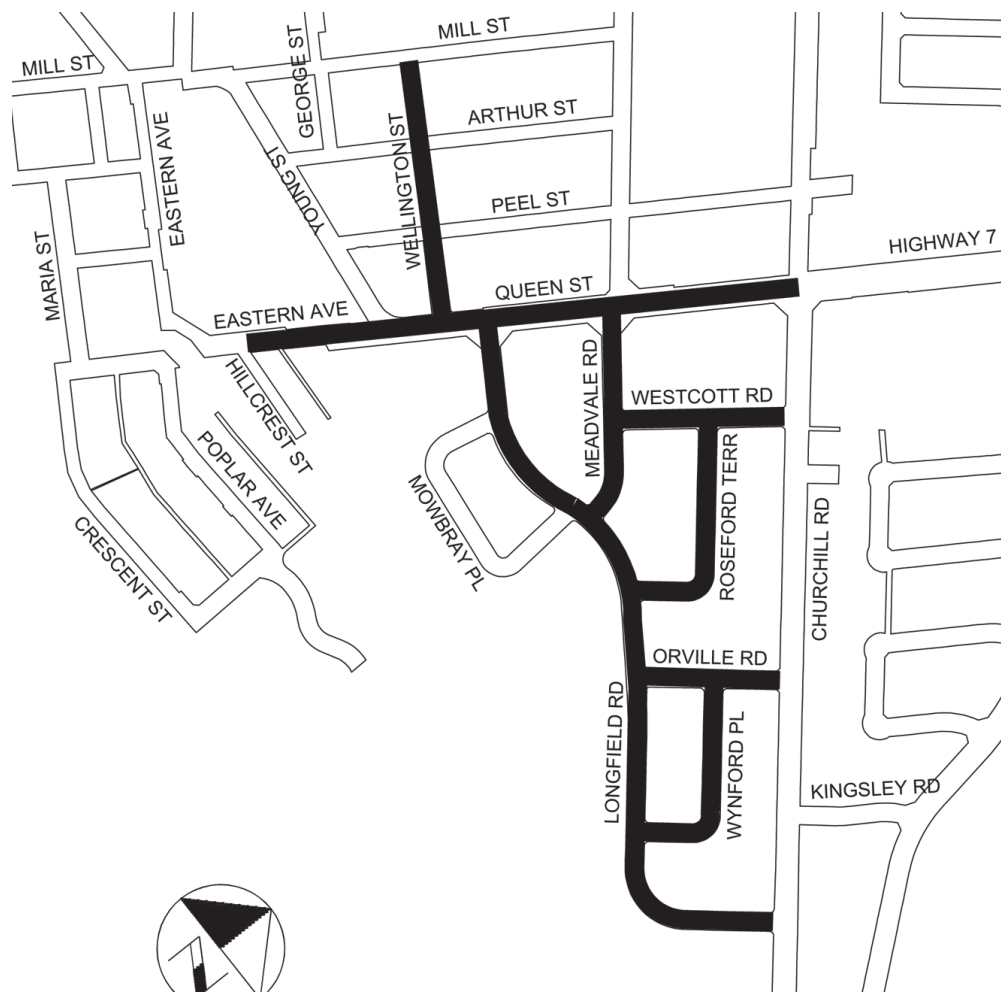 MILL ST
MILL ST
GEORGE ST
ARTHUR ST
EASTERN AVE
YOUNG ST
WELLINGTON ST
PEEL ST
MARIA ST
HIGHWAY 7
QUEEN ST
EASTERN AVE
HILLCREST ST
MEADVALE RD
WESTCOTT RD
POPLAR AVE
MOWBRAY PL
ROSEFORD TERR
CRESCENT ST
CHURCHILL RD
ORVILLE RD
LONGFIELD RD
WYNFORD PL
KINGSLEY RD
N